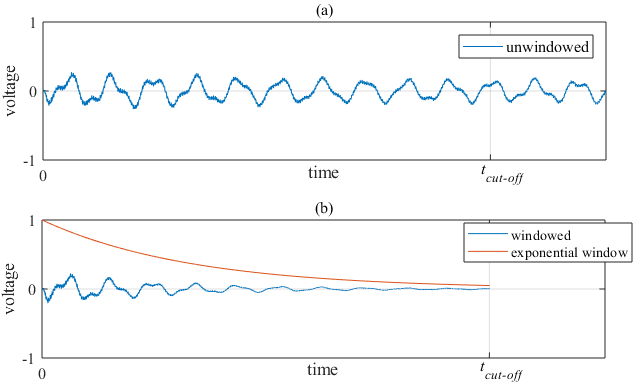 (a)
1
unwindowed
voltage
0
-1
0
time
t cut-off
(b)
1
windowed
exponential window
voltage
0
-1
0
time
t cut-off